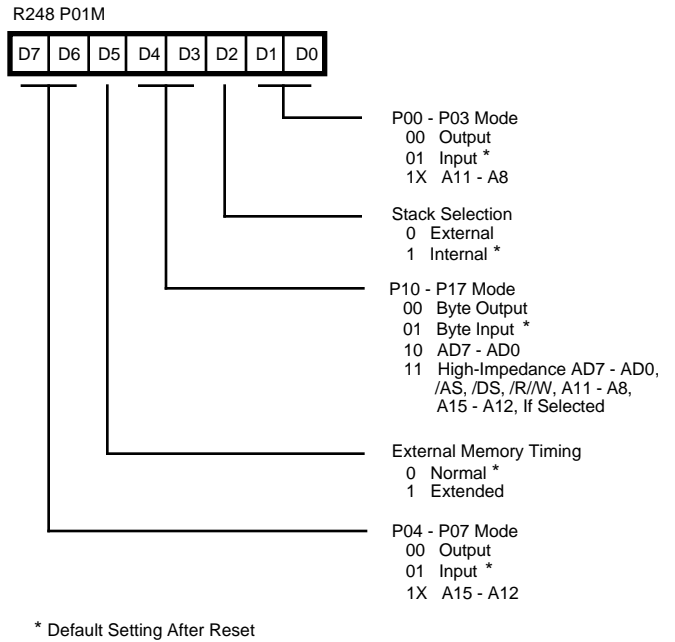 R248 P01M
D7 D6 D5 D4 D3 D2 D1 D0
P00 - P03 Mode
00 Output
01 Input *
1X A11 - A8
Stack Selection
0 External
1 Internal *
P10 - P17 Mode
00 Byte Output
01 Byte Input *
10 AD7 - AD0
11 High-Impedance AD7 - AD0,
/AS, /DS, /R//W, A11 - A8,
A15 - A12, If Selected
External Memory Timing
0 Normal *
1 Extended
P04 - P07 Mode
00 Output
01 Input *
1X A15 - A12
* Default Setting After Reset